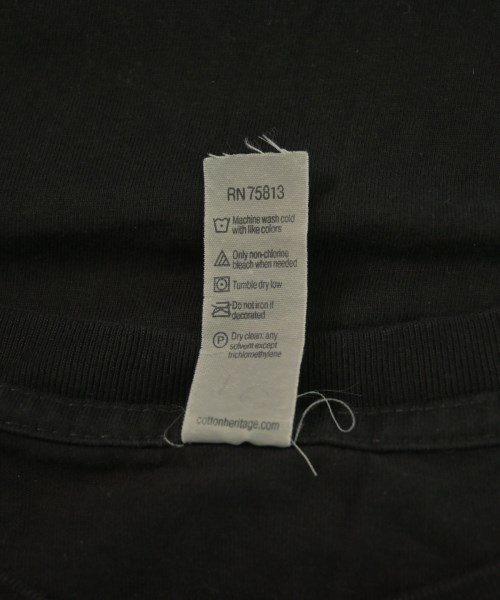 RN 75813
Machine wash cold
with like colors
Only non-chlorine
bleach when needed
Tumble dry low
Do not iron if
decorated
P
Dry clean: any
solvent except
trichloroethylene
cottonheritage.com